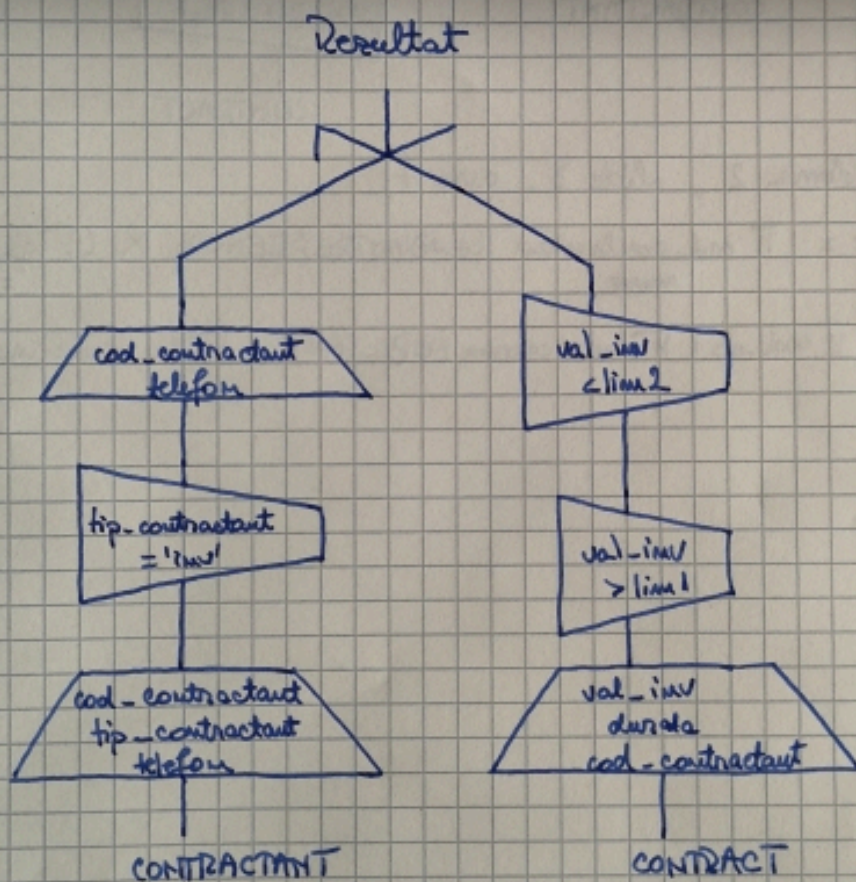 Rezultat
cod_contractant
telefon
val_inv
<lim2
tip_contractant
= 'inv'
val_inv
>lim1
cod_contractant
tip_contractant
telefon
val_inv
durata
cod_contractant
CONTRACTANT
CONTRACT